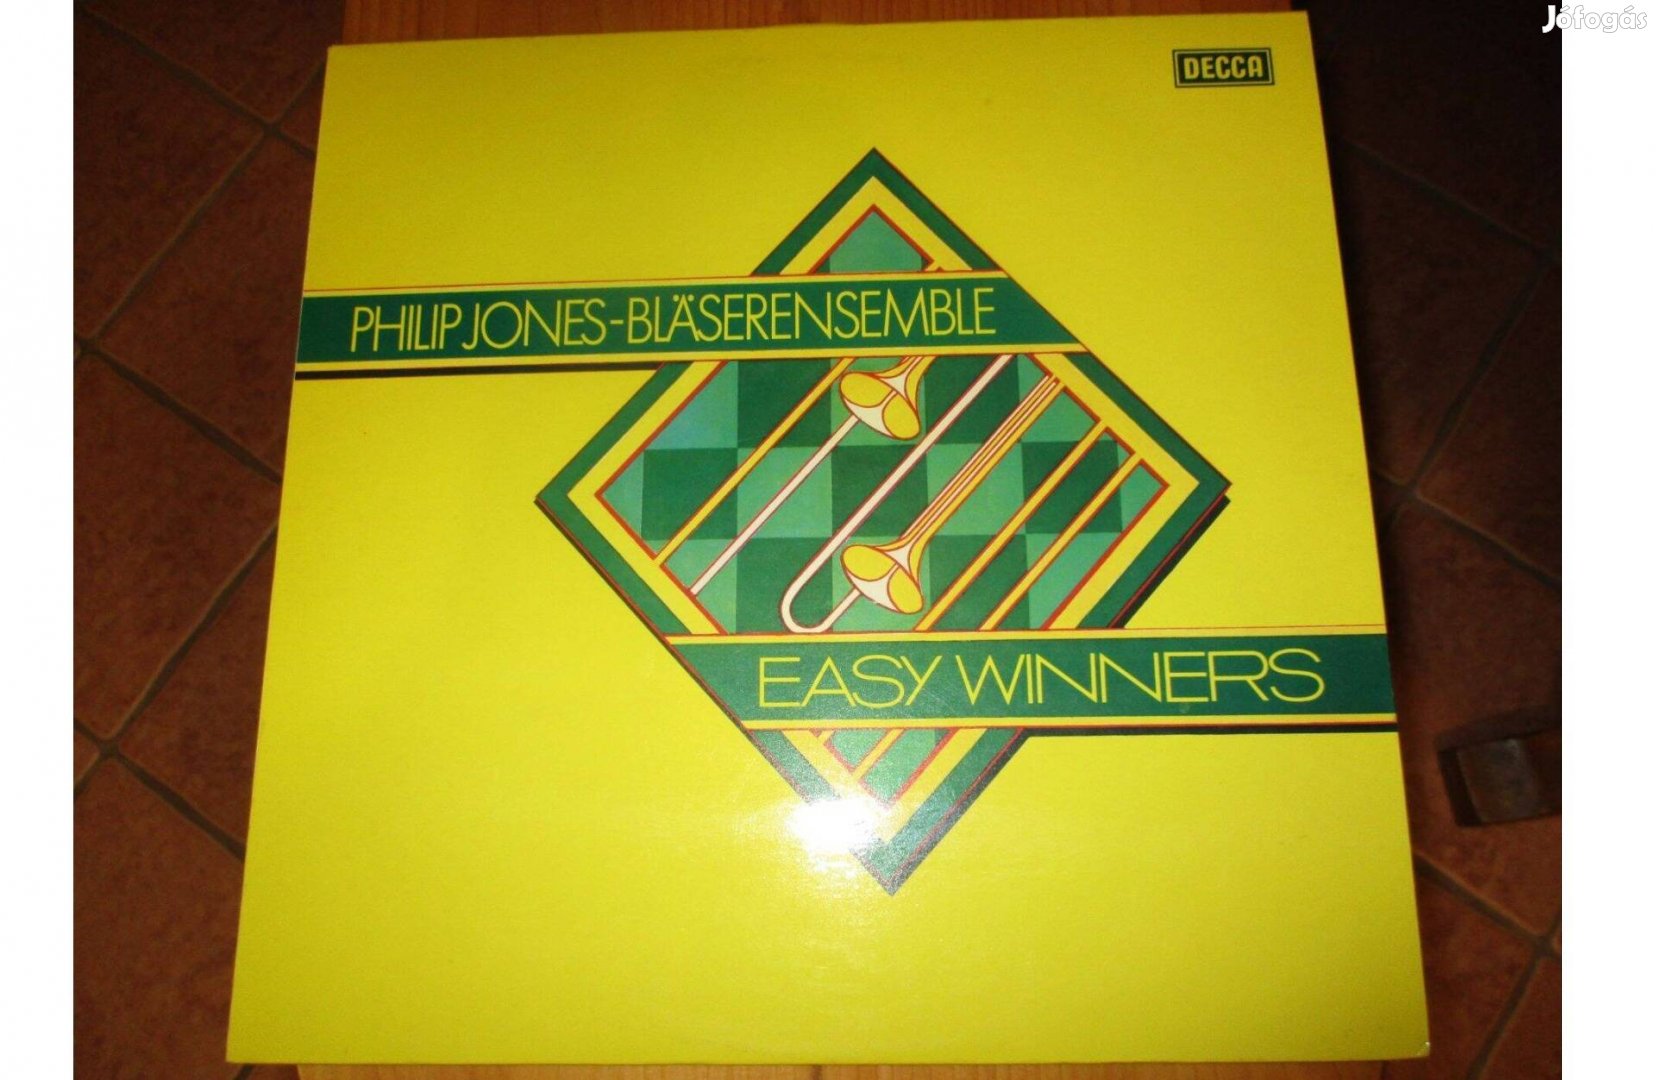 Jófogás
DECCA
PHILIP JONES-BLÄSERENSEMBLE
EASY WINNERS